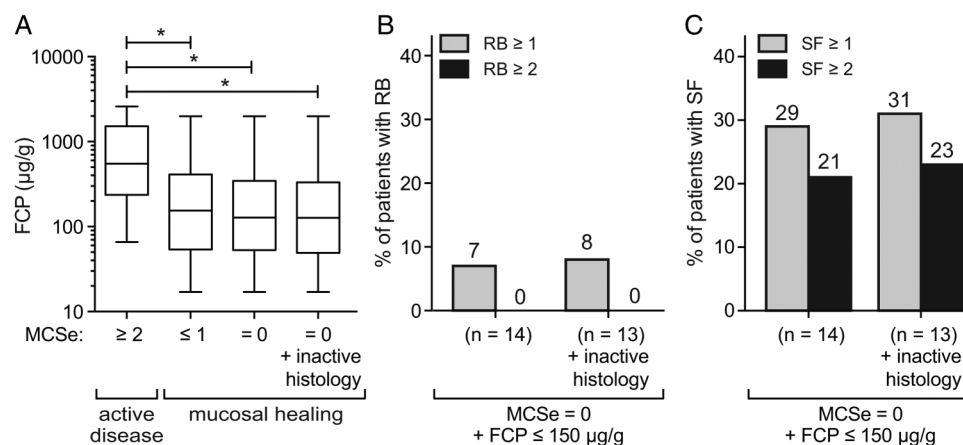 A
* 
*
*
10000
1000
100
10
FCP (µg/g)
MCSe: ≥ 2 ≤ 1 = 0 = 0
+ inactive
histology
active
disease
mucosal healing
B
RB ≥ 1
RB ≥ 2
40
30
20
10
0
% of patients with RB
7 0 8 0
(n = 14) (n = 13)
+ inactive
histology
MCSe = 0
+ FCP ≤ 150 µg/g
C
SF ≥ 1
SF ≥ 2
40
30
20
10
0
% of patients with SF
29 21 31 23
(n = 14) (n = 13)
+ inactive
histology
MCSe = 0
+ FCP ≤ 150 µg/g